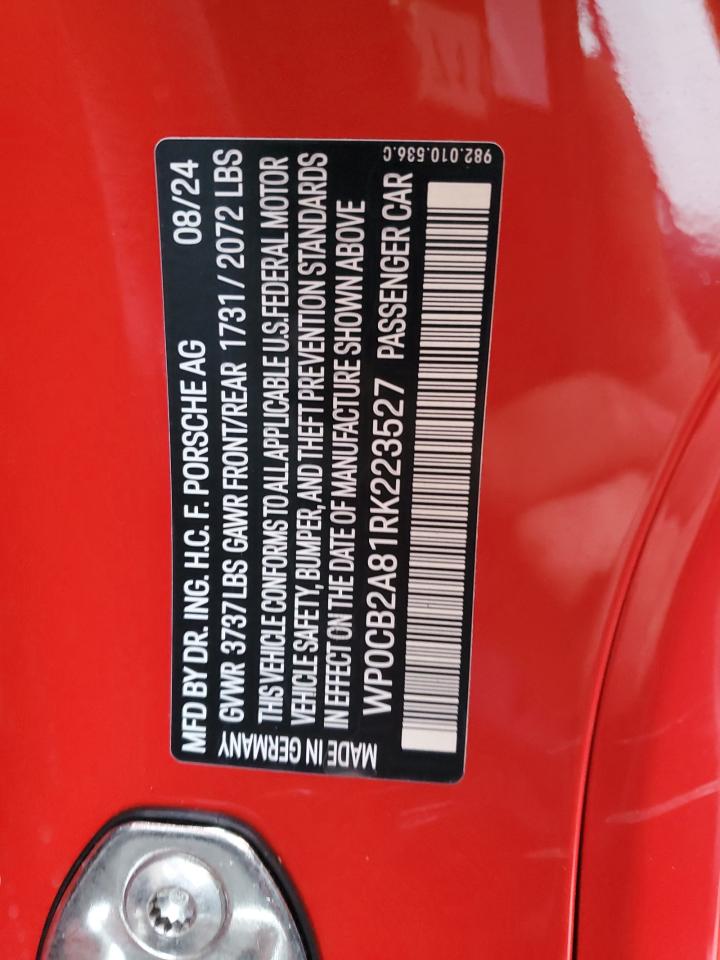 MFD BY DR. ING. H.C. F. PORSCHE AG 08/24
GVWR 3737 LBS GAWR FRONT/REAR 1731 / 2072 LBS
THIS VEHICLE CONFORMS TO ALL APPLICABLE U.S. FEDERAL MOTOR
VEHICLE SAFETY, BUMPER, AND THEFT PREVENTION STANDARDS
IN EFFECT ON THE DATE OF MANUFACTURE SHOWN ABOVE
WP0CB2A81RK223527 PASSENGER CAR
MADE IN GERMANY
982.010.536.C